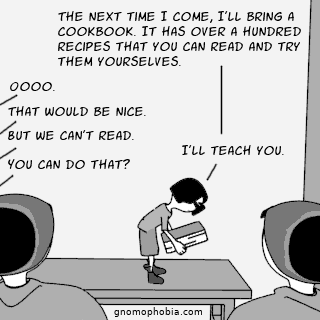 THE NEXT TIME I COME, I'LL BRING A
COOKBOOK. IT HAS OVER A HUNDRED
RECIPES THAT YOU CAN READ AND TRY
THEM YOURSELVES.
OOOO.
THAT WOULD BE NICE.
BUT WE CAN'T READ.
I'LL TEACH YOU.
YOU CAN DO THAT?
gnomophobia.com